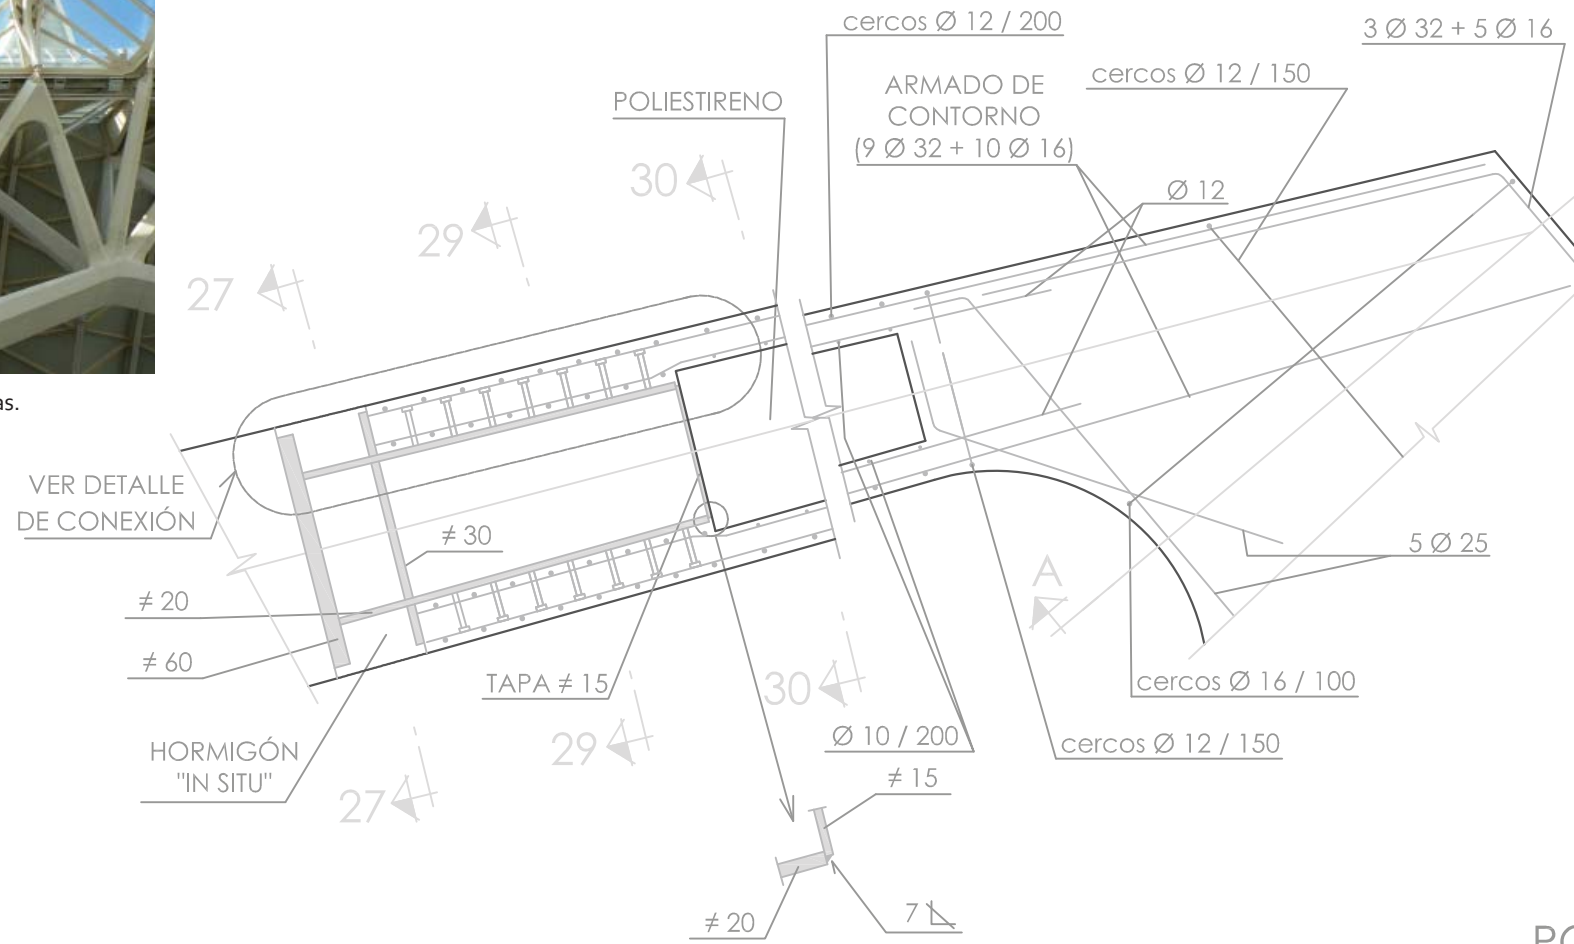 cercos Ø 12 / 200
3 Ø 32 + 5 Ø 16
cercos Ø 12 / 150
ARMADO DE
CONTORNO
(9 Ø 32 + 10 Ø 16)
POLIESTIRENO
30
Ø 12
29
27
as.
VER DETALLE
DE CONEXIÓN
≠ 30
≠ 20
≠ 60
TAPA ≠ 15
HORMIGÓN
"IN SITU"
27
29
30
A
5 Ø 25
cercos Ø 16 / 100
Ø 10 / 200
cercos Ø 12 / 150
≠ 15
≠ 20
7